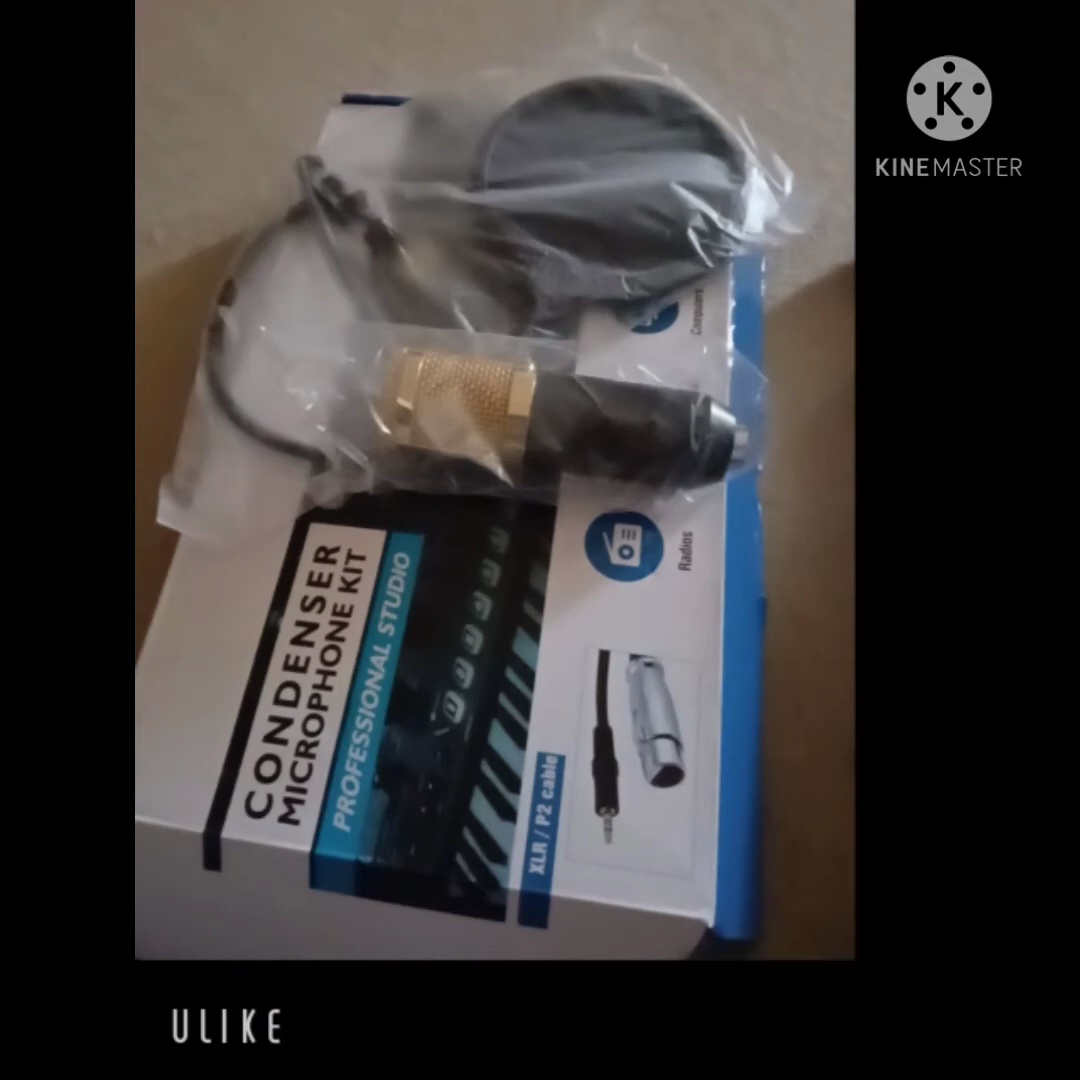 KINEMASTER
Computers
Radios
CONDENSER
MICROPHONE KIT
PROFESSIONAL STUDIO
XLR / P2 cable
ULIKE